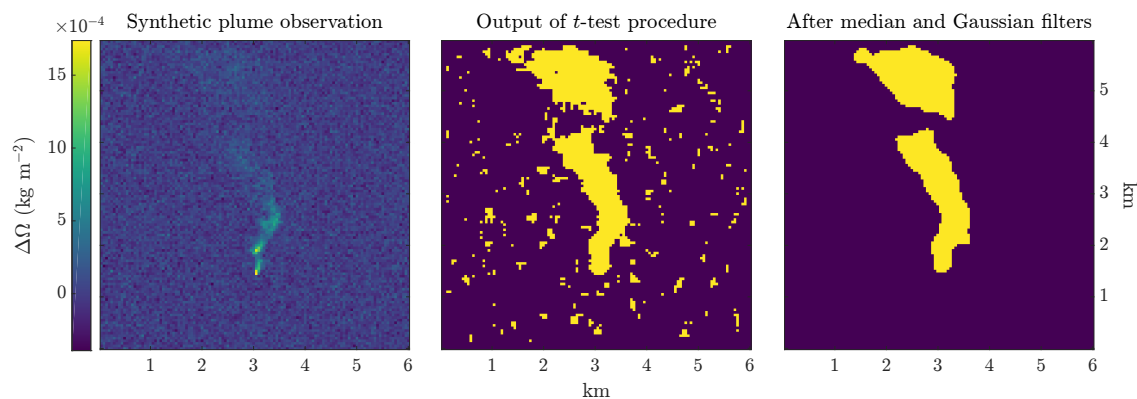 Synthetic plume observation
Output of t-test procedure
After median and Gaussian filters
×10⁻⁴
15
10
5
0
ΔΩ (kg m⁻²)
1 2 3 4 5 6
1 2 3 4 5 6
1 2 3 4 5 6
km
5
4
3
2
1
km